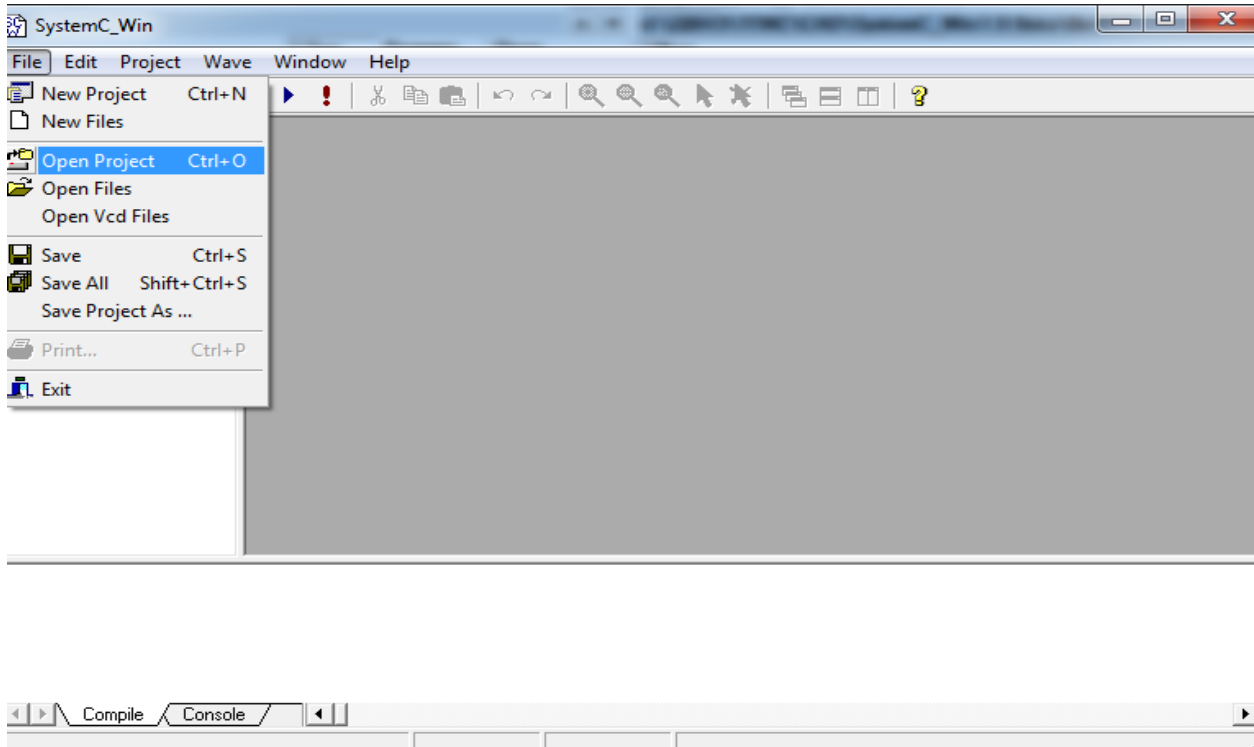 SystemC_Win
File Edit Project Wave Window Help
New Project Ctrl+N
New Files
Open Project Ctrl+O
Open Files
Open Vcd Files
Save Ctrl+S
Save All Shift+Ctrl+S
Save Project As ...
Print... Ctrl+P
Exit
Compile Console